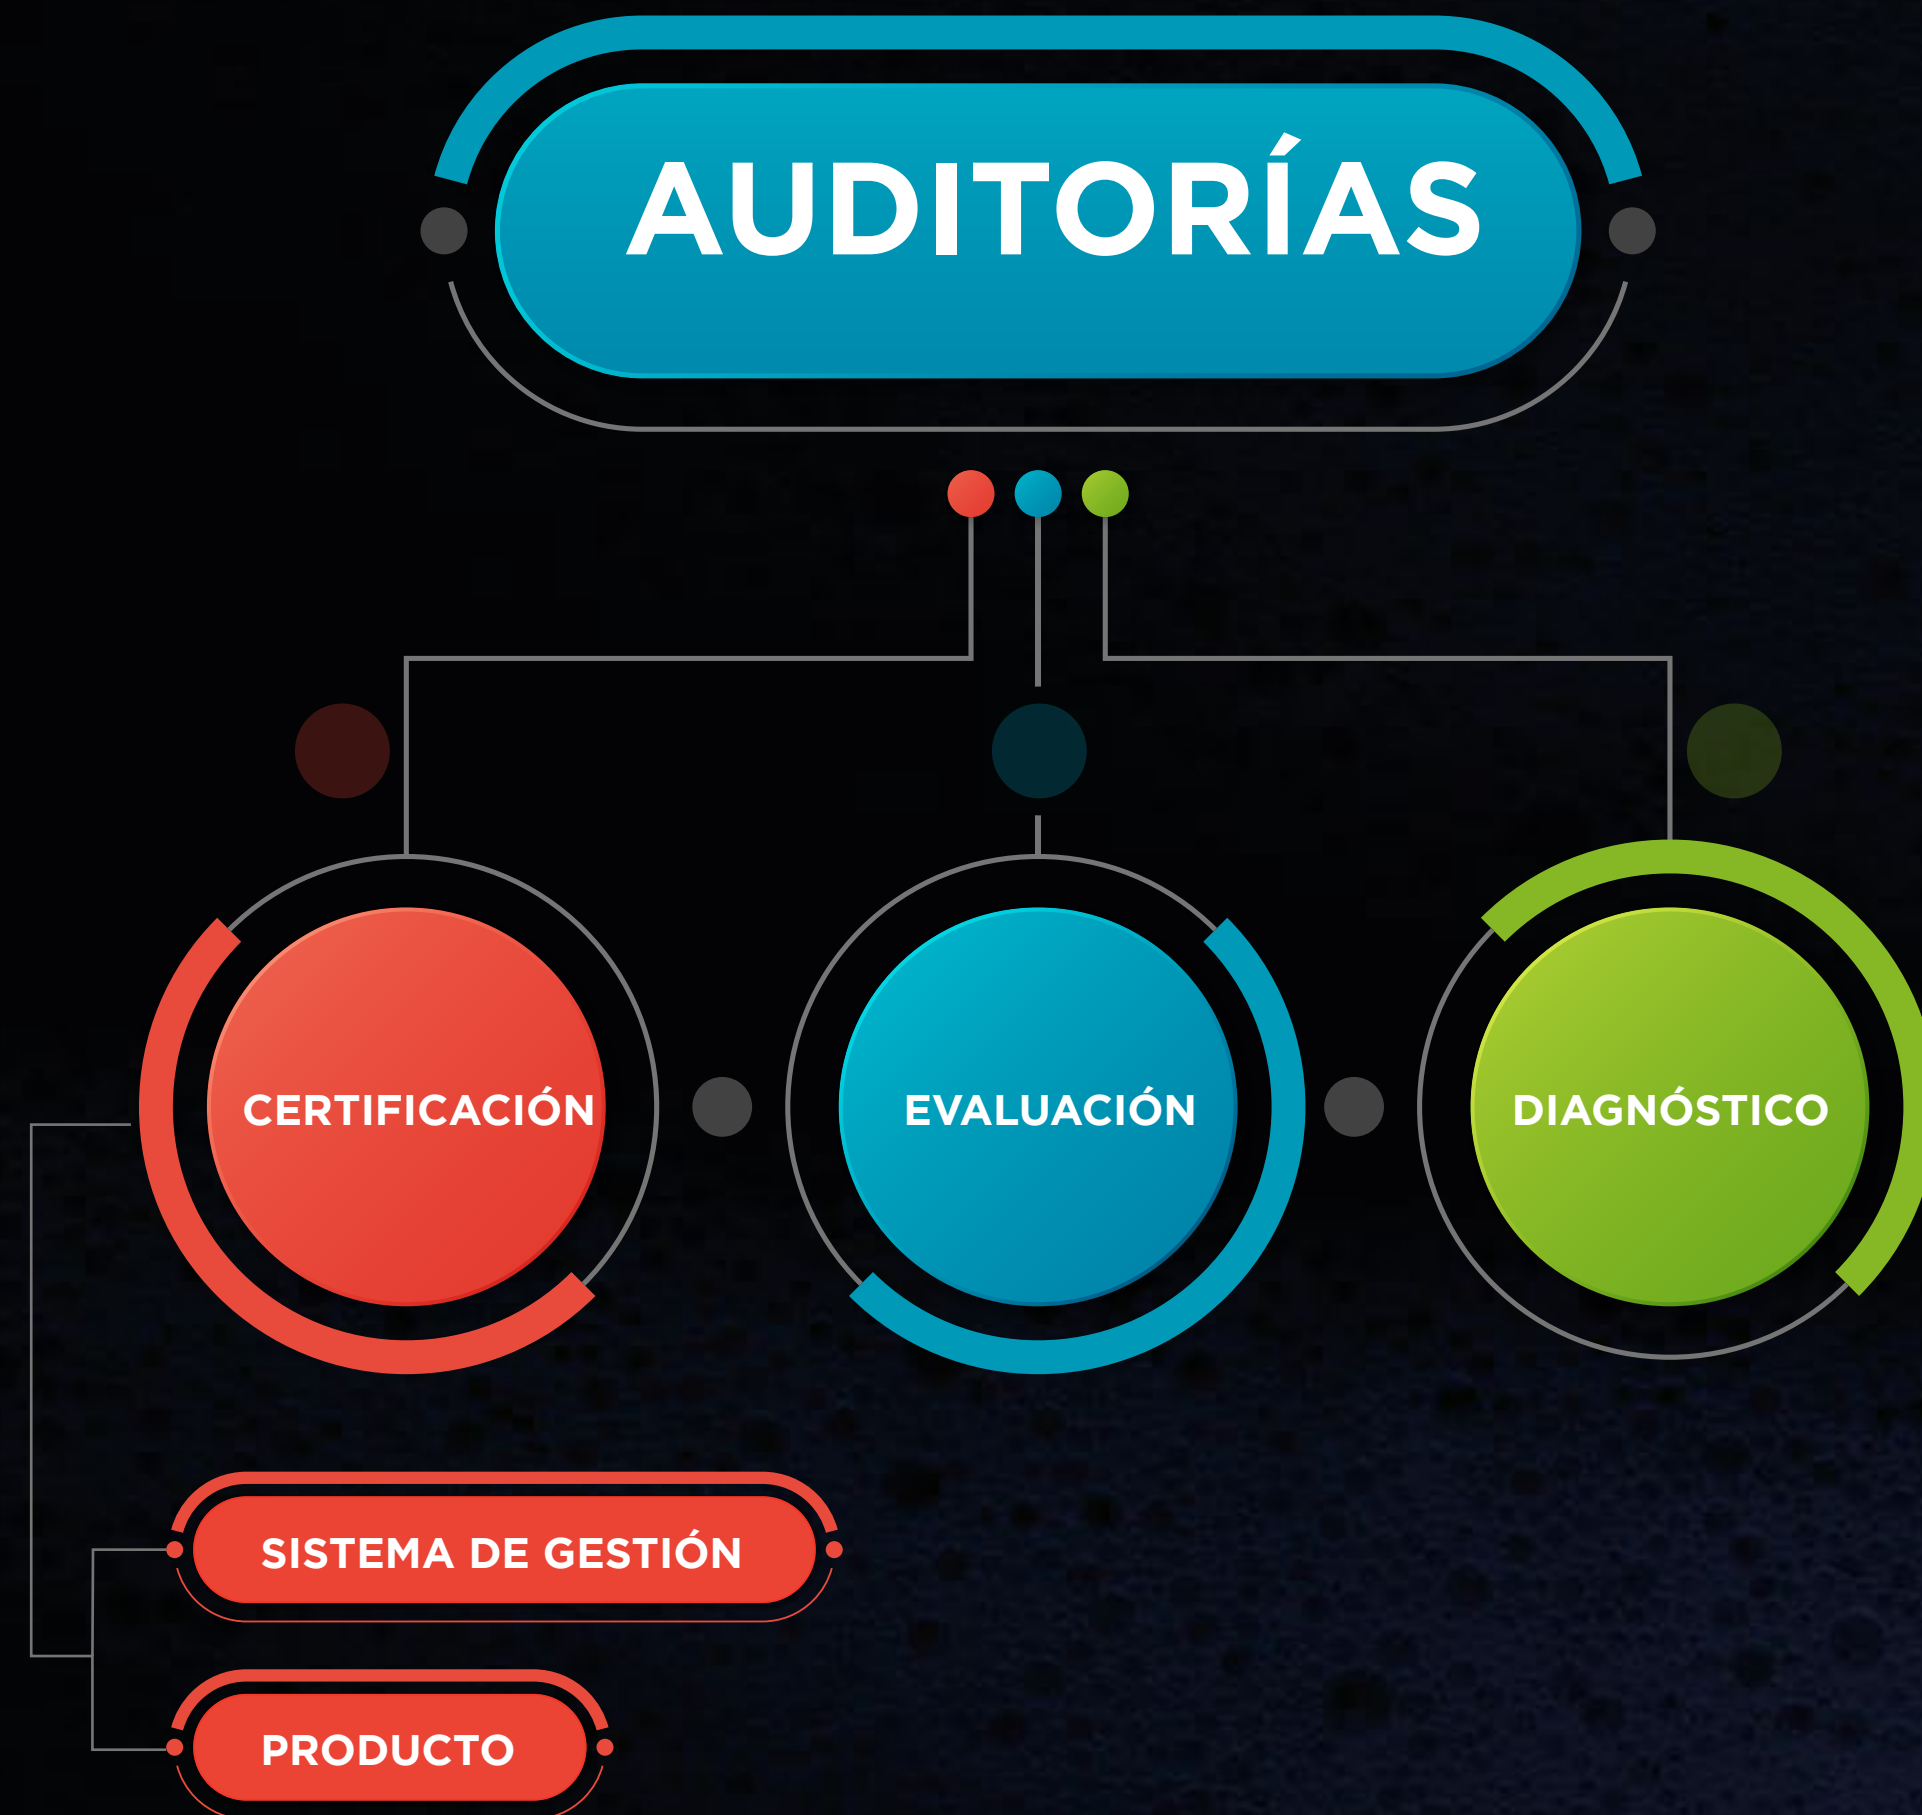 AUDITORÍAS
CERTIFICACIÓN
EVALUACIÓN
DIAGNÓSTICO
SISTEMA DE GESTIÓN
PRODUCTO